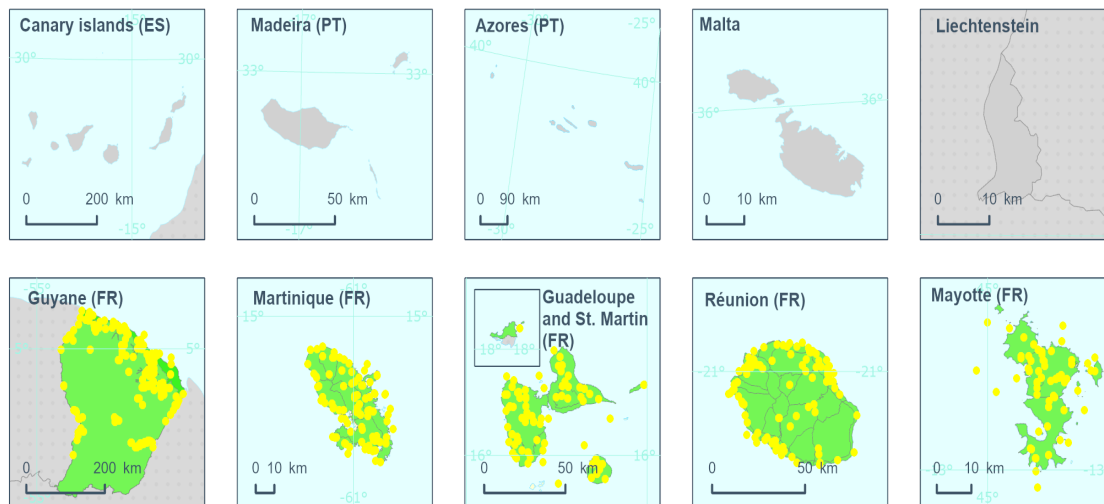 Canary islands (ES)
30°
30°
0 200 km
-15°
Madeira (PT)
33°
33°
0 50 km
-17°
Azores (PT)
40°
40°
0 90 km
-30°
-25°
Malta
36°
36°
0 10 km
Liechtenstein
0 10 km
-55°
Guyane (FR)
5°
0 200 km
-61°
Martinique (FR)
15°
15°
0 10 km
-61°
Guadeloupe
and St. Martin
(FR)
18°
18°
16°
16°
0 50 km
Réunion (FR)
-21°
-21°
0 50 km
45°
Mayotte (FR)
-13°
-13°
0 10 km
45°